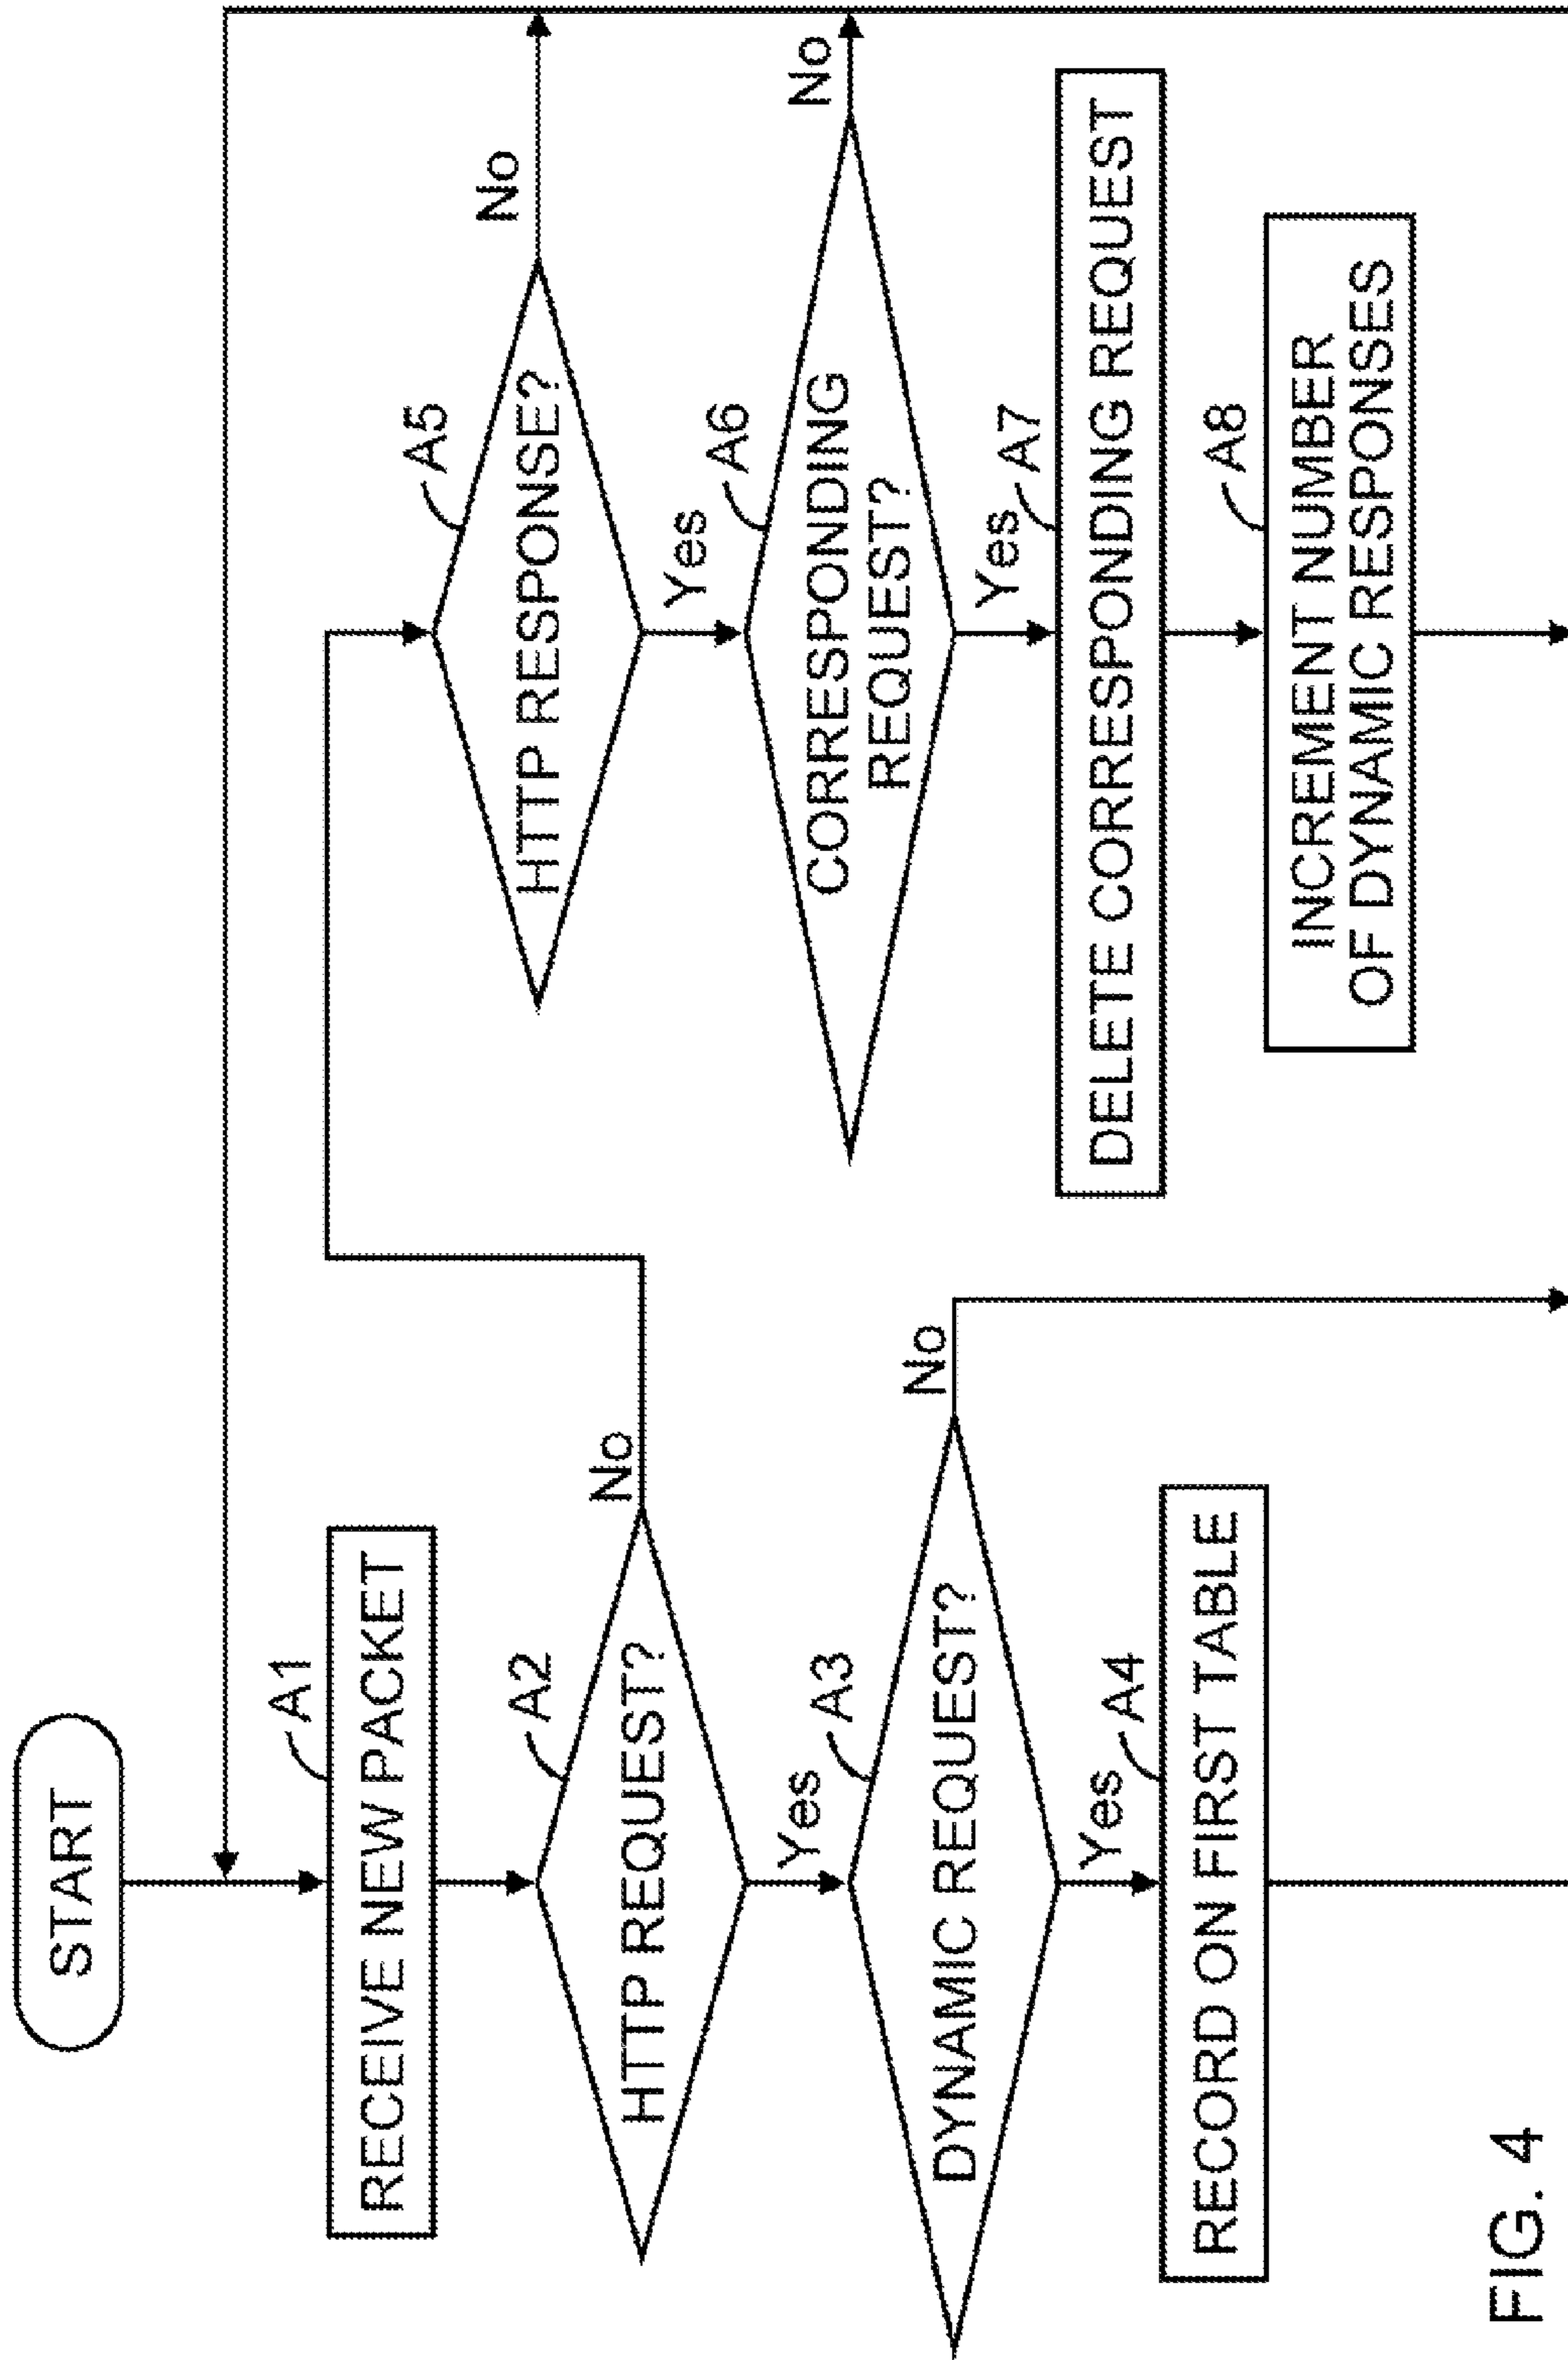 START
A1
RECEIVE NEW PACKET
A2
HTTP REQUEST?
No
Yes
A3
DYNAMIC REQUEST?
No
Yes
A4
RECORD ON FIRST TABLE
A5
HTTP RESPONSE?
No
Yes
A6
CORRESPONDING
REQUEST?
No
Yes
A7
DELETE CORRESPONDING REQUEST
A8
INCREMENT NUMBER
OF DYNAMIC RESPONSES
FIG. 4